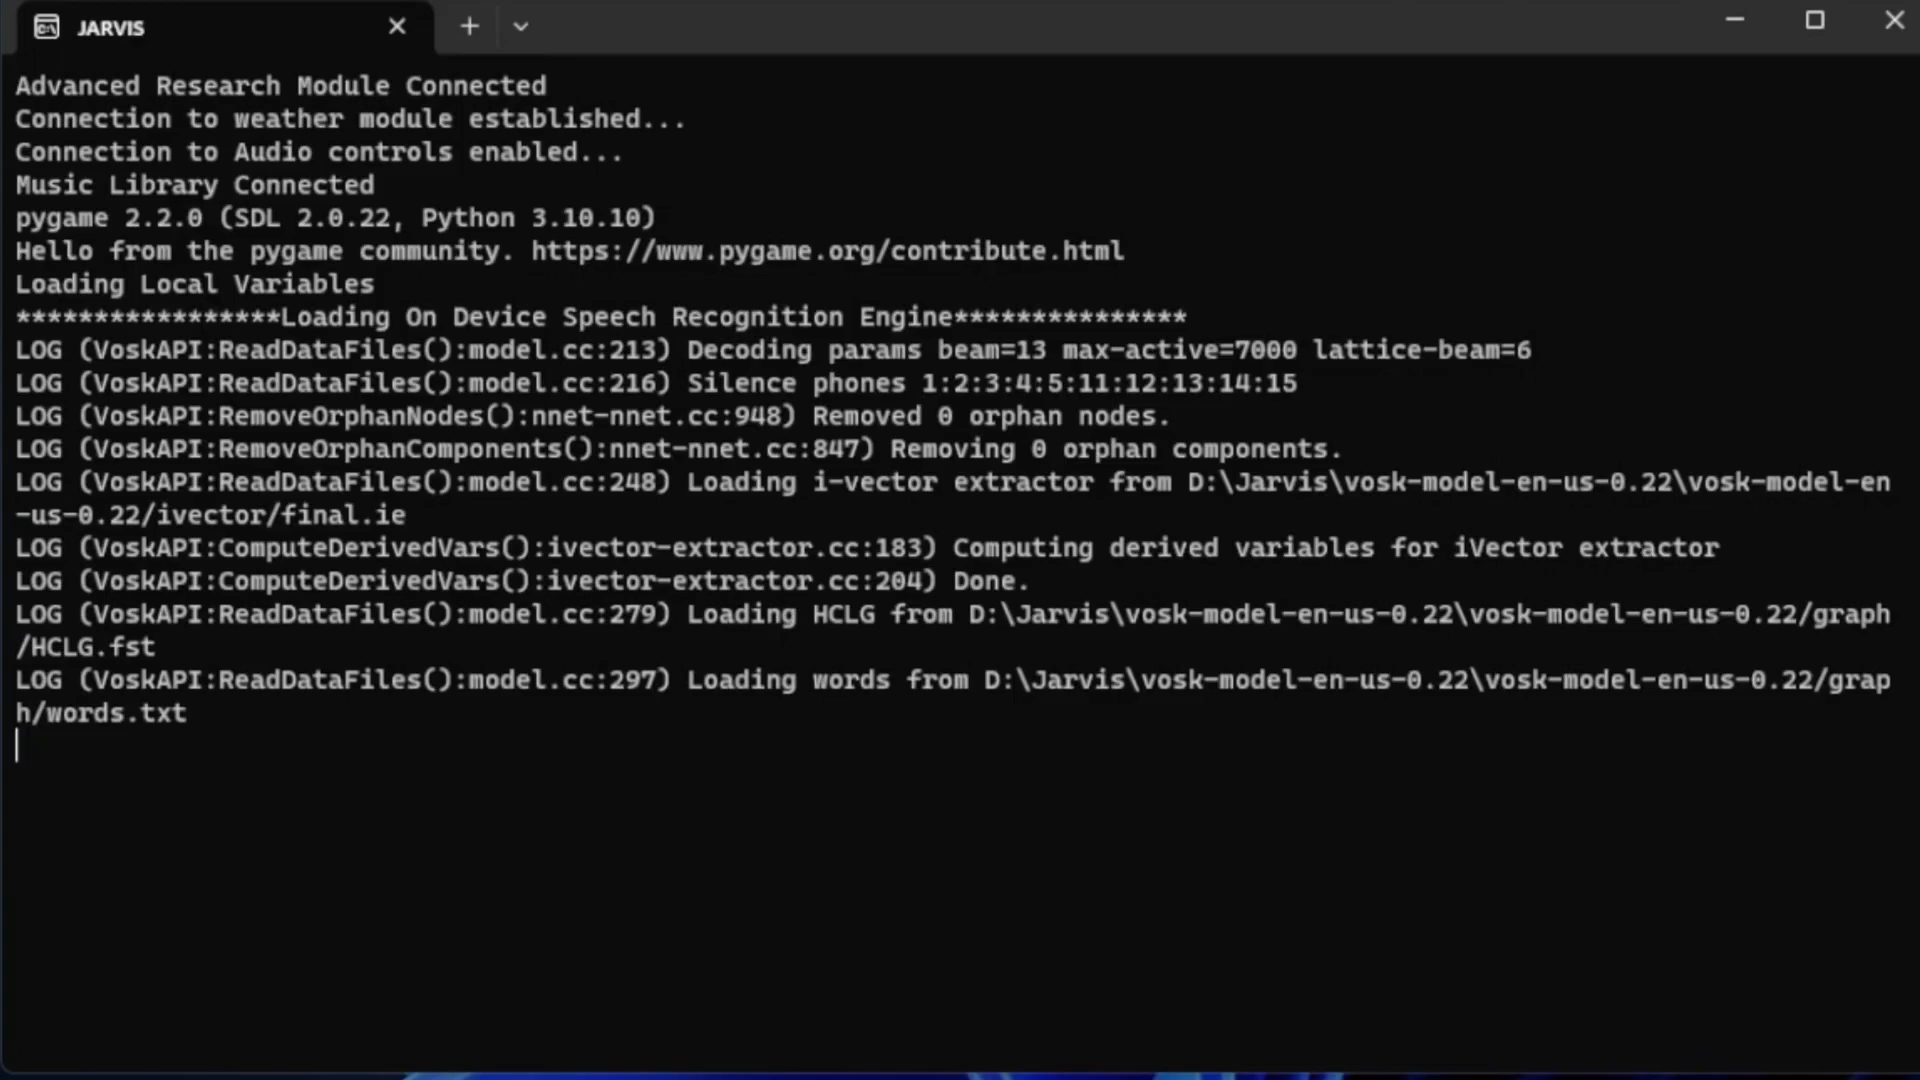 JARVIS
Advanced Research Module Connected
Connection to weather module established...
Connection to Audio controls enabled...
Music Library Connected
pygame 2.2.0 (SDL 2.0.22, Python 3.10.10)
Hello from the pygame community. https://www.pygame.org/contribute.html
Loading Local Variables
*****************Loading On Device Speech Recognition Engine***************
LOG (VoskAPI:ReadDataFiles():model.cc:213) Decoding params beam=13 max-active=7000 lattice-beam=6
LOG (VoskAPI:ReadDataFiles():model.cc:216) Silence phones 1:2:3:4:5:11:12:13:14:15
LOG (VoskAPI:RemoveOrphanNodes():nnet-nnet.cc:948) Removed 0 orphan nodes.
LOG (VoskAPI:RemoveOrphanComponents():nnet-nnet.cc:847) Removing 0 orphan components.
LOG (VoskAPI:ReadDataFiles():model.cc:248) Loading i-vector extractor from D:\Jarvis\vosk-model-en-us-0.22\vosk-model-en
-us-0.22/ivector/final.ie
LOG (VoskAPI:ComputeDerivedVars():ivector-extractor.cc:183) Computing derived variables for iVector extractor
LOG (VoskAPI:ComputeDerivedVars():ivector-extractor.cc:204) Done.
LOG (VoskAPI:ReadDataFiles():model.cc:279) Loading HCLG from D:\Jarvis\vosk-model-en-us-0.22\vosk-model-en-us-0.22/graph
/HCLG.fst
LOG (VoskAPI:ReadDataFiles():model.cc:297) Loading words from D:\Jarvis\vosk-model-en-us-0.22\vosk-model-en-us-0.22/grap
h/words.txt